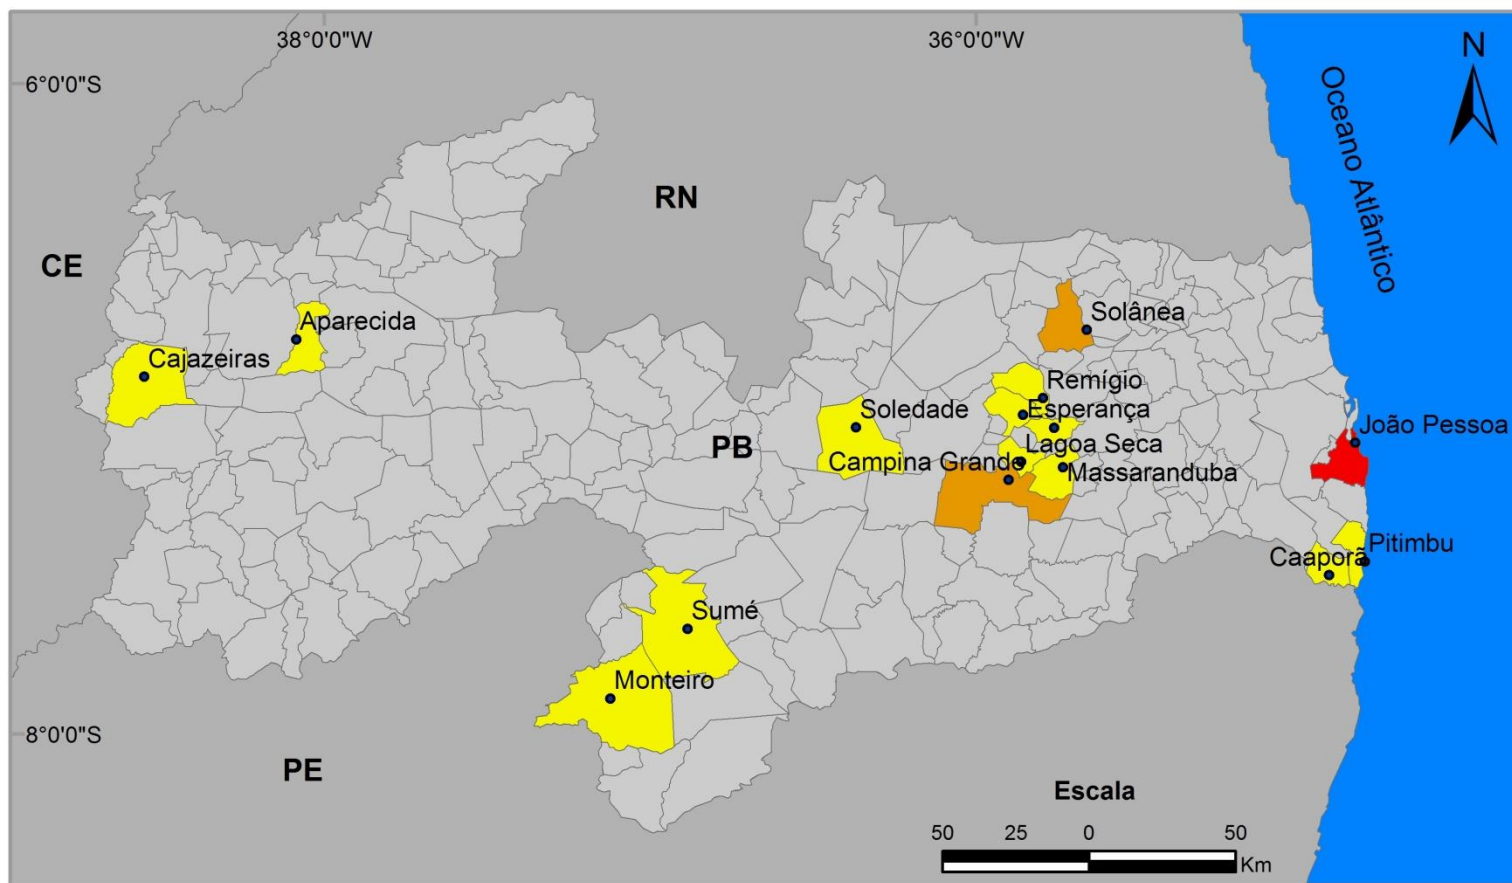 38°0'0"W
36°0'0"W
N
6°0'0"S
Oceano Atlântico
RN
CE
Solânea
Aparecida
Cajazeiras
Remígio
Soledade
Esperança
João Pessoa
PB
Lagoa Seca
Campina Grande
Massaranduba
Pitimbu
Caaporã
Sumé
Monteiro
8°0'0"S
PE
Escala
50 25 0 50
Km